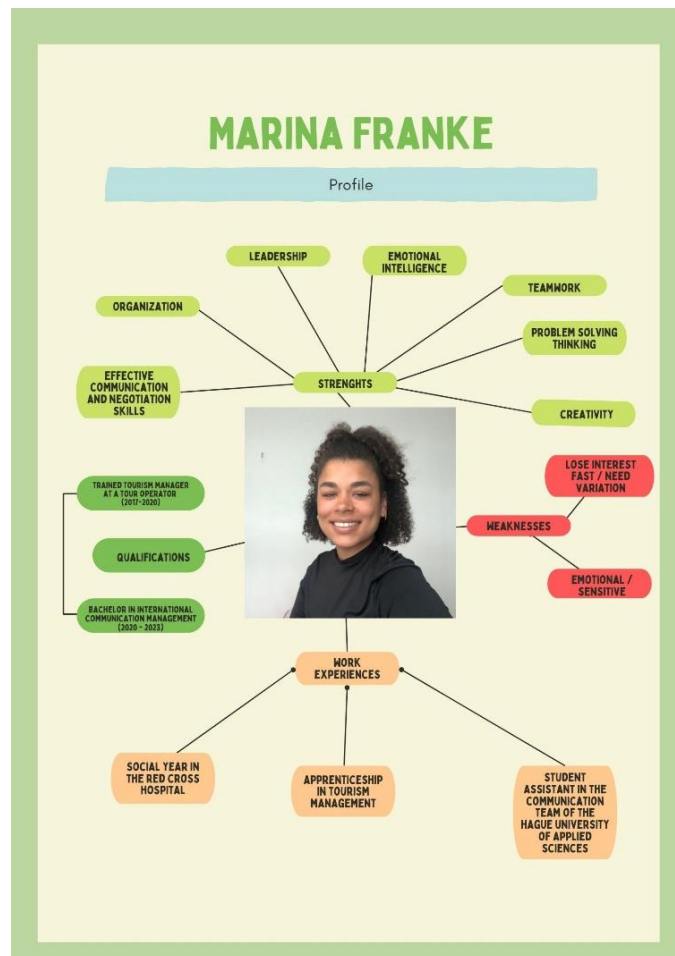 MARINA FRANKE
Profile
LEADERSHIP
EMOTIONAL
INTELLIGENCE
TEAMWORK
ORGANIZATION
PROBLEM SOLVING
THINKING
EFFECTIVE
COMMUNICATION
AND NEGOTIATION
SKILLS
STRENGHTS
CREATIVITY
LOSE INTEREST
FAST / NEED
VARIATION
TRAINED TOURISM MANAGER
AT A TOUR OPERATOR
(2017-2020)
WEAKNESSES
QUALIFICATIONS
EMOTIONAL /
SENSITIVE
BACHELOR IN INTERNATIONAL
COMMUNICATION MANAGEMENT
(2020 - 2023)
WORK
EXPERIENCES
SOCIAL YEAR IN
THE RED CROSS
HOSPITAL
APPRENTICESHIP
IN TOURISM
MANAGEMENT
STUDENT
ASSISTANT IN THE
COMMUNICATION
TEAM OF THE
HAGUE UNIVERSITY
OF APPLIED
SCIENCES